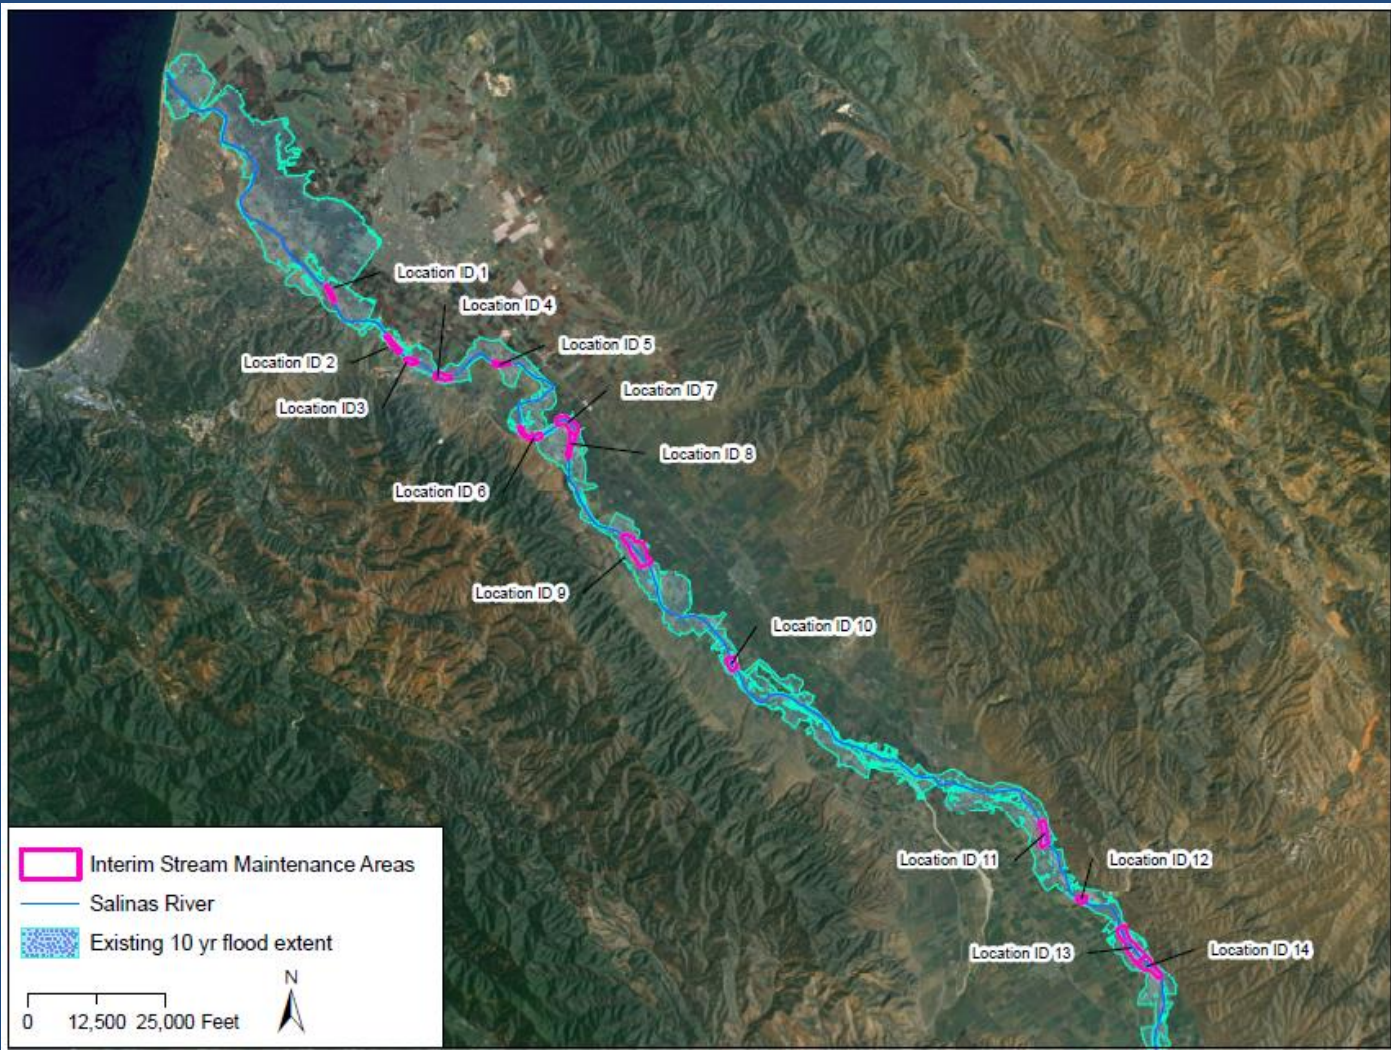 Location ID 1
Location ID 4
Location ID 5
Location ID 2
Location ID 7
Location ID3
Location ID 8
Location ID 6
Location ID 9
Location ID 10
Location ID 11
Location ID 12
Location ID 13
Location ID 14
Interim Stream Maintenance Areas
Salinas River
Existing 10 yr flood extent
N
0 12,500 25,000 Feet